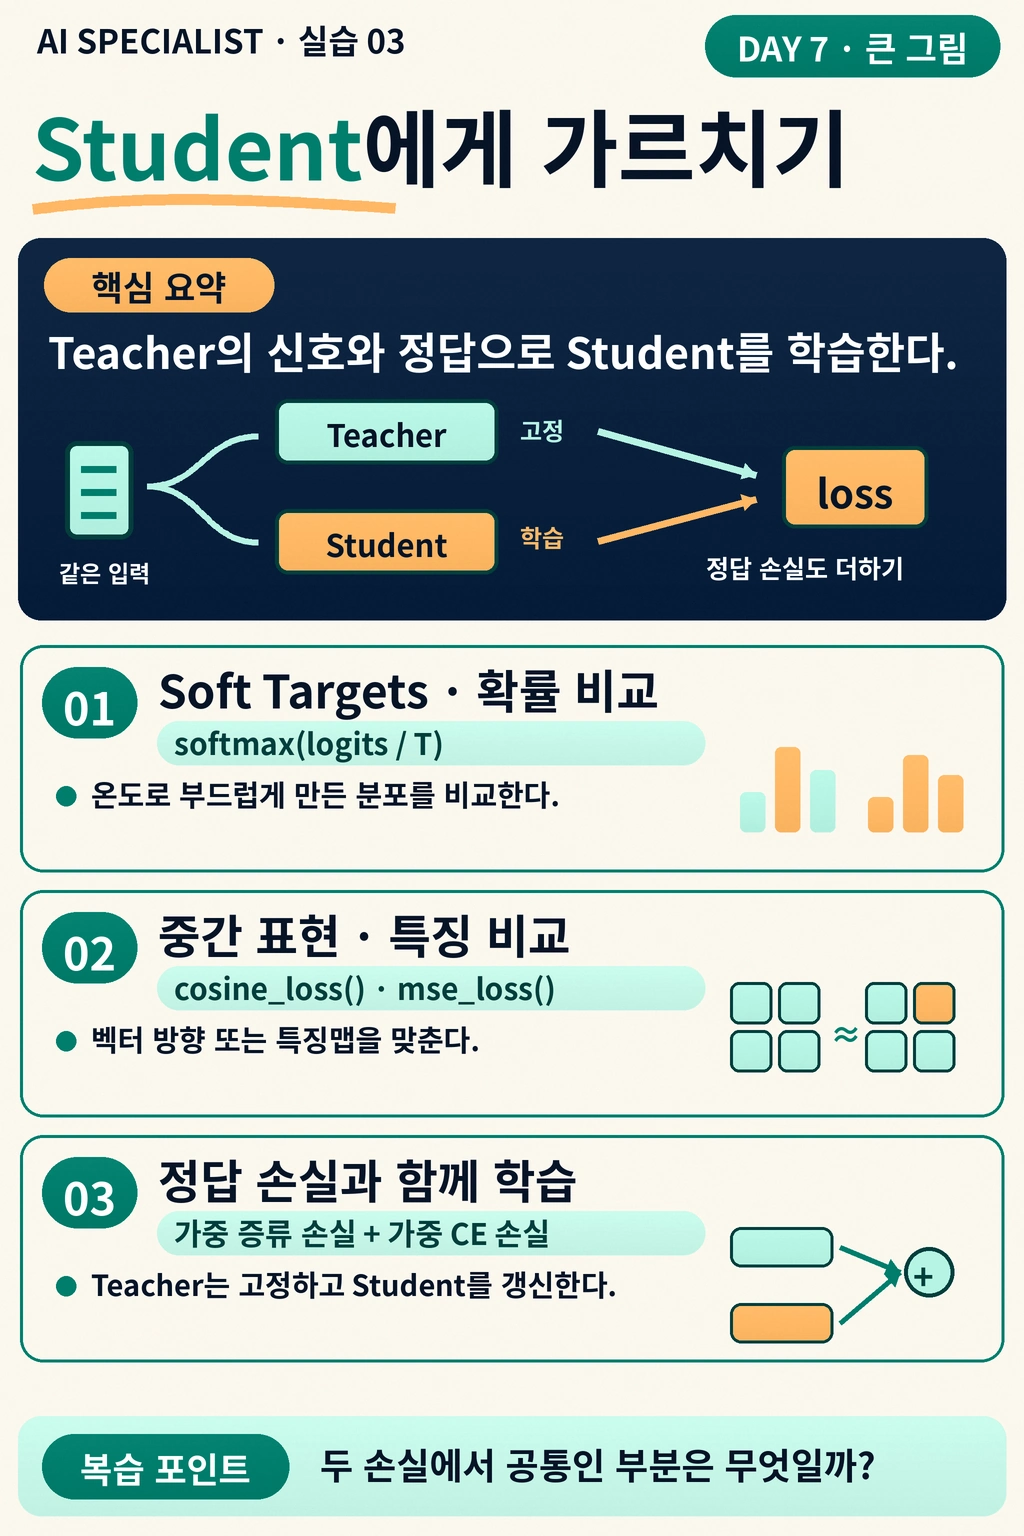 AI SPECIALIST · 실습 03
DAY 7 · 큰 그림
Student에게 가르치기
핵심 요약
Teacher의 신호와 정답으로 Student를 학습한다.
Teacher
고정
loss
Student
학습
같은 입력
정답 손실도 더하기
01
Soft Targets · 확률 비교
softmax(logits / T)
온도로 부드럽게 만든 분포를 비교한다.
02
중간 표현 · 특징 비교
cosine_loss() · mse_loss()
벡터 방향 또는 특징맵을 맞춘다.
≈
03
정답 손실과 함께 학습
가중 증류 손실 + 가중 CE 손실
Teacher는 고정하고 Student를 갱신한다.
+
복습 포인트
두 손실에서 공통인 부분은 무엇일까?